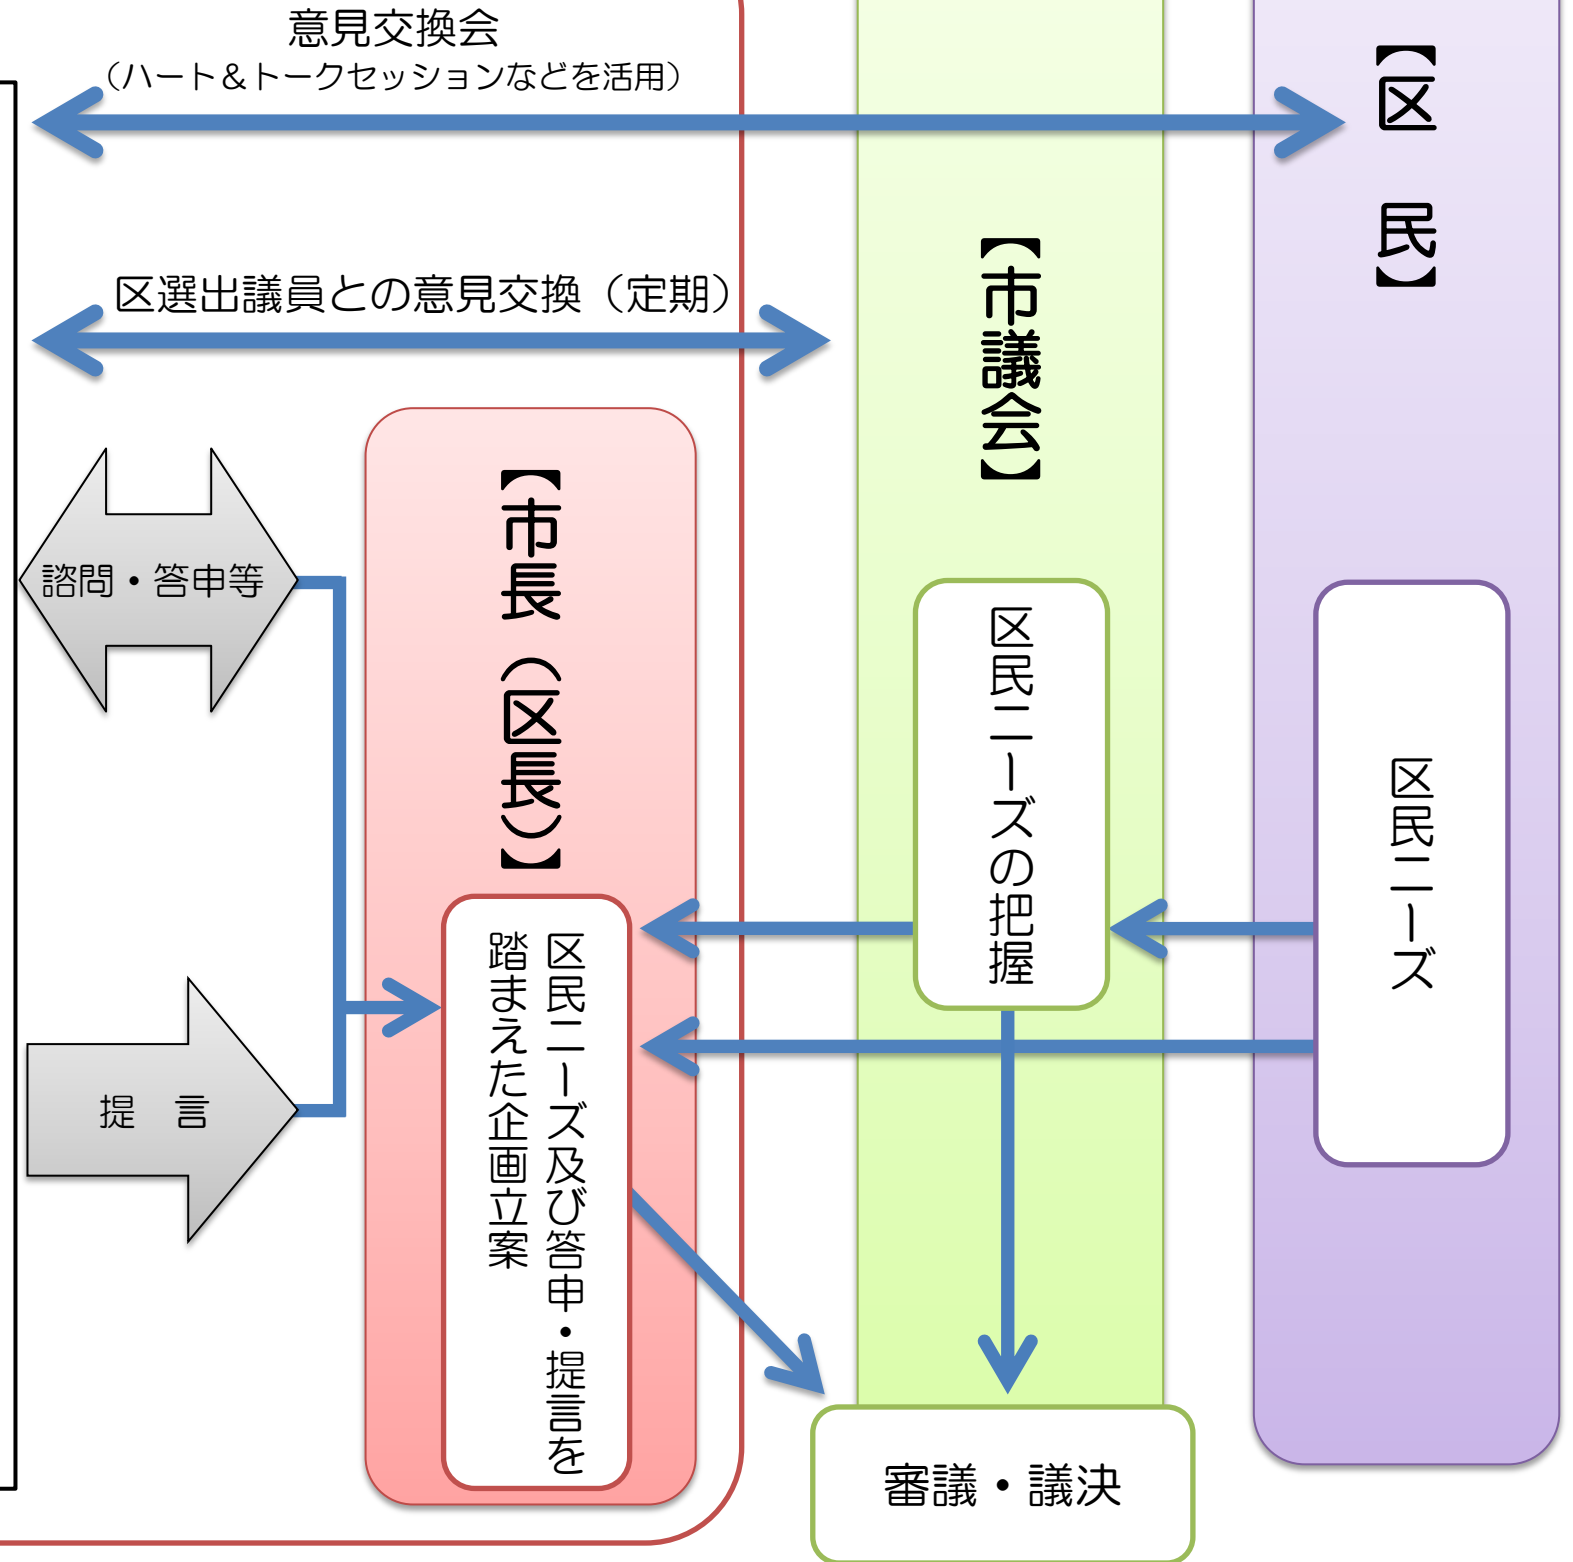 意見交換会
（ハート＆トークセッションなどを活用）
【区　民】
区選出議員との意見交換（定期）
【市議会】
【市長（区長）】
諮問・答申等
区民ニーズの把握
区民ニーズ
区民ニーズ及び答申・提言を
踏まえた企画立案
提　言
審議・議決